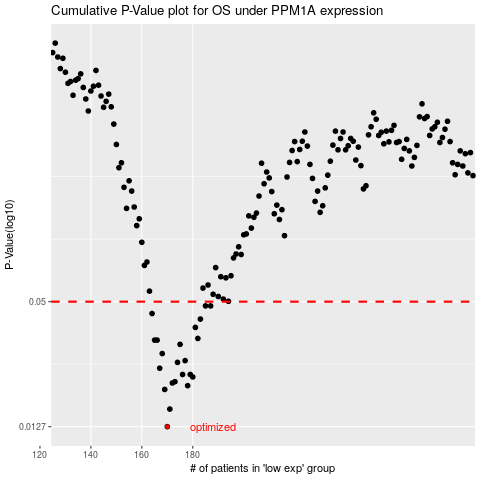 Cumulative P-Value plot for OS under PPM1A expression
P-Value(log10)
0.05
0.0127
optimized
120 140 160 180
# of patients in 'low exp' group